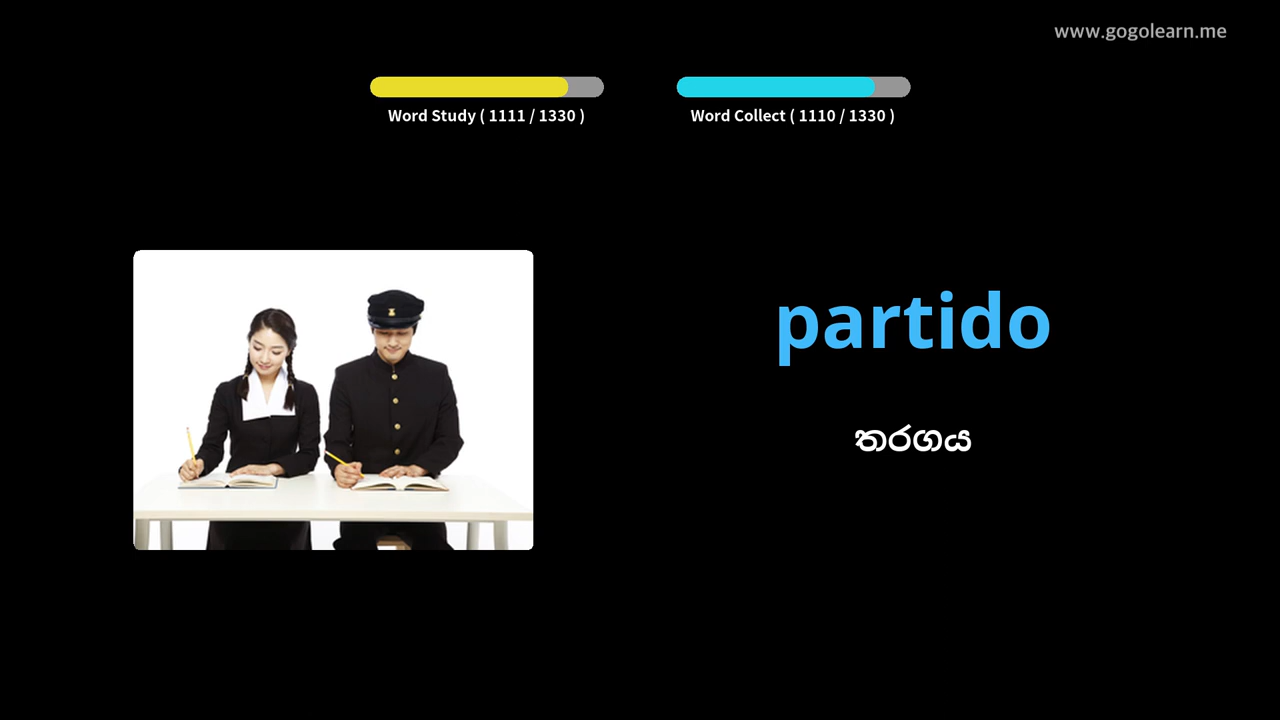 www.gogolearn.me
Word Study ( 1111 / 1330 )
Word Collect ( 1110 / 1330 )
partido
තරගය